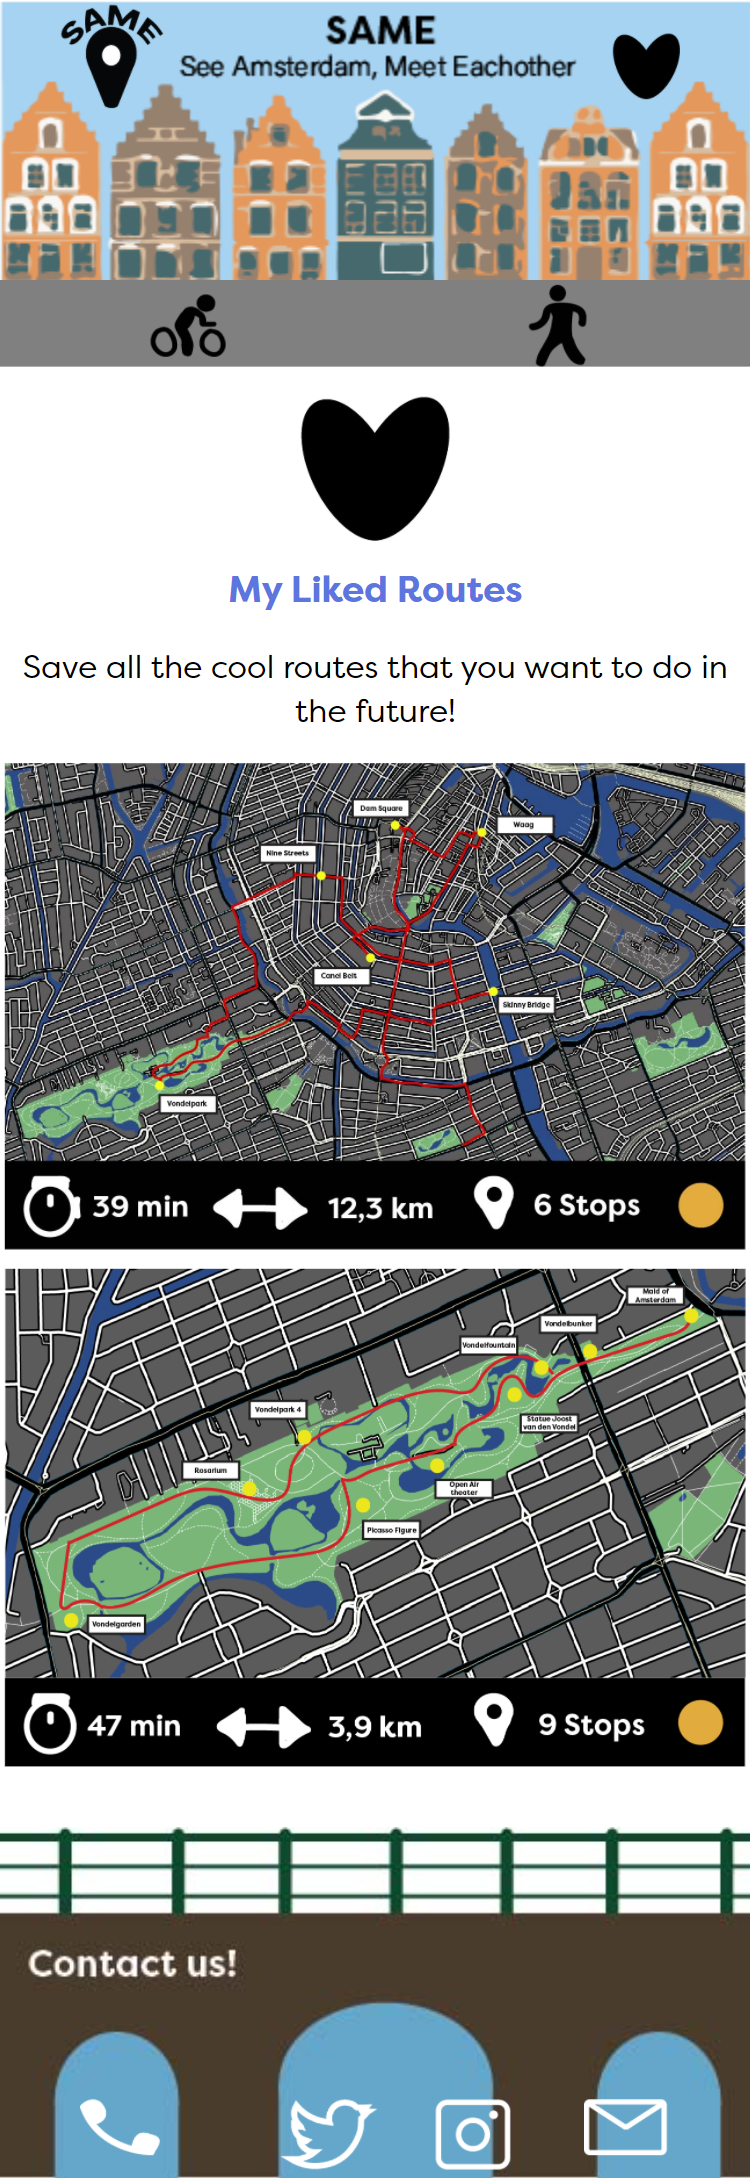 SAME
SAME
See Amsterdam, Meet Eachother
My Liked Routes
Save all the cool routes that you want to do in
the future!
Dam Square
Waag
Nine Streets
Canel Belt
Skinny Bridge
Vondelpark
39 min
12,3 km
6 Stops
Maid of
Amsterdam
Vondelbunker
Vondelfountain
Vondelpark 4
Statue Joost
van den Vondel
Rosarium
Open Air
theater
Picasso Figure
Vondelgarden
47 min
3,9 km
9 Stops
Contact us!